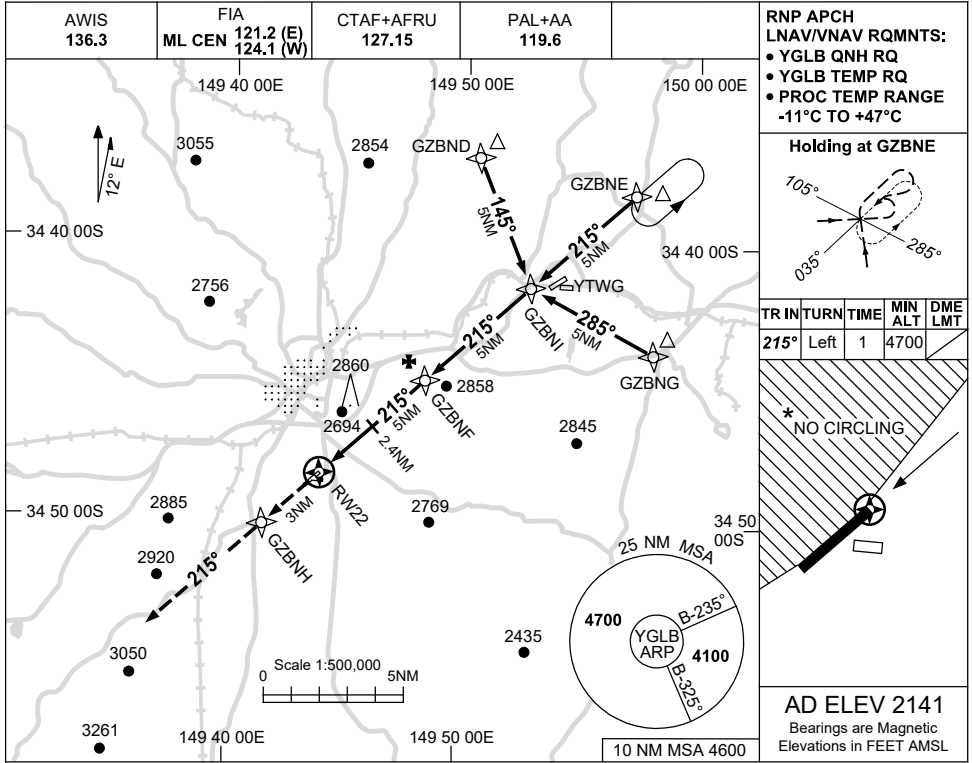 AWIS
136.3
FIA
ML CEN 121.2 (E)
124.1 (W)
CTAF+AFRU
127.15
PAL+AA
119.6
RNP APCH
LNAV/VNAV RQMNTS:
• YGLB QNH RQ
• YGLB TEMP RQ
• PROC TEMP RANGE
-11°C TO +47°C
149 40 00E
149 50 00E
150 00 00E
12° E
3055
2854
GZBND
GZBNE
145°
5NM
215°
5NM
34 40 00S
34 40 00S
2756
YTWG
GZBNI
215°
5NM
285°
5NM
GZBNG
2860
2858
GZBNF
2694
215°
5NM
2.4NM
2845
RW22
3NM
2885
2769
34 50 00S
34 50
00S
GZBNH
2920
215°
3050
2435
3261
Scale 1:500,000
0
5NM
25 NM MSA
4700
B-235°
YGLB
ARP
4100
B-325°
149 40 00E
149 50 00E
10 NM MSA 4600
Holding at GZBNE
105°
035°
285°
TR IN TURN TIME MIN ALT DME LMT
215° Left 1 4700
*
NO CIRCLING
AD ELEV 2141
Bearings are Magnetic
Elevations in FEET AMSL